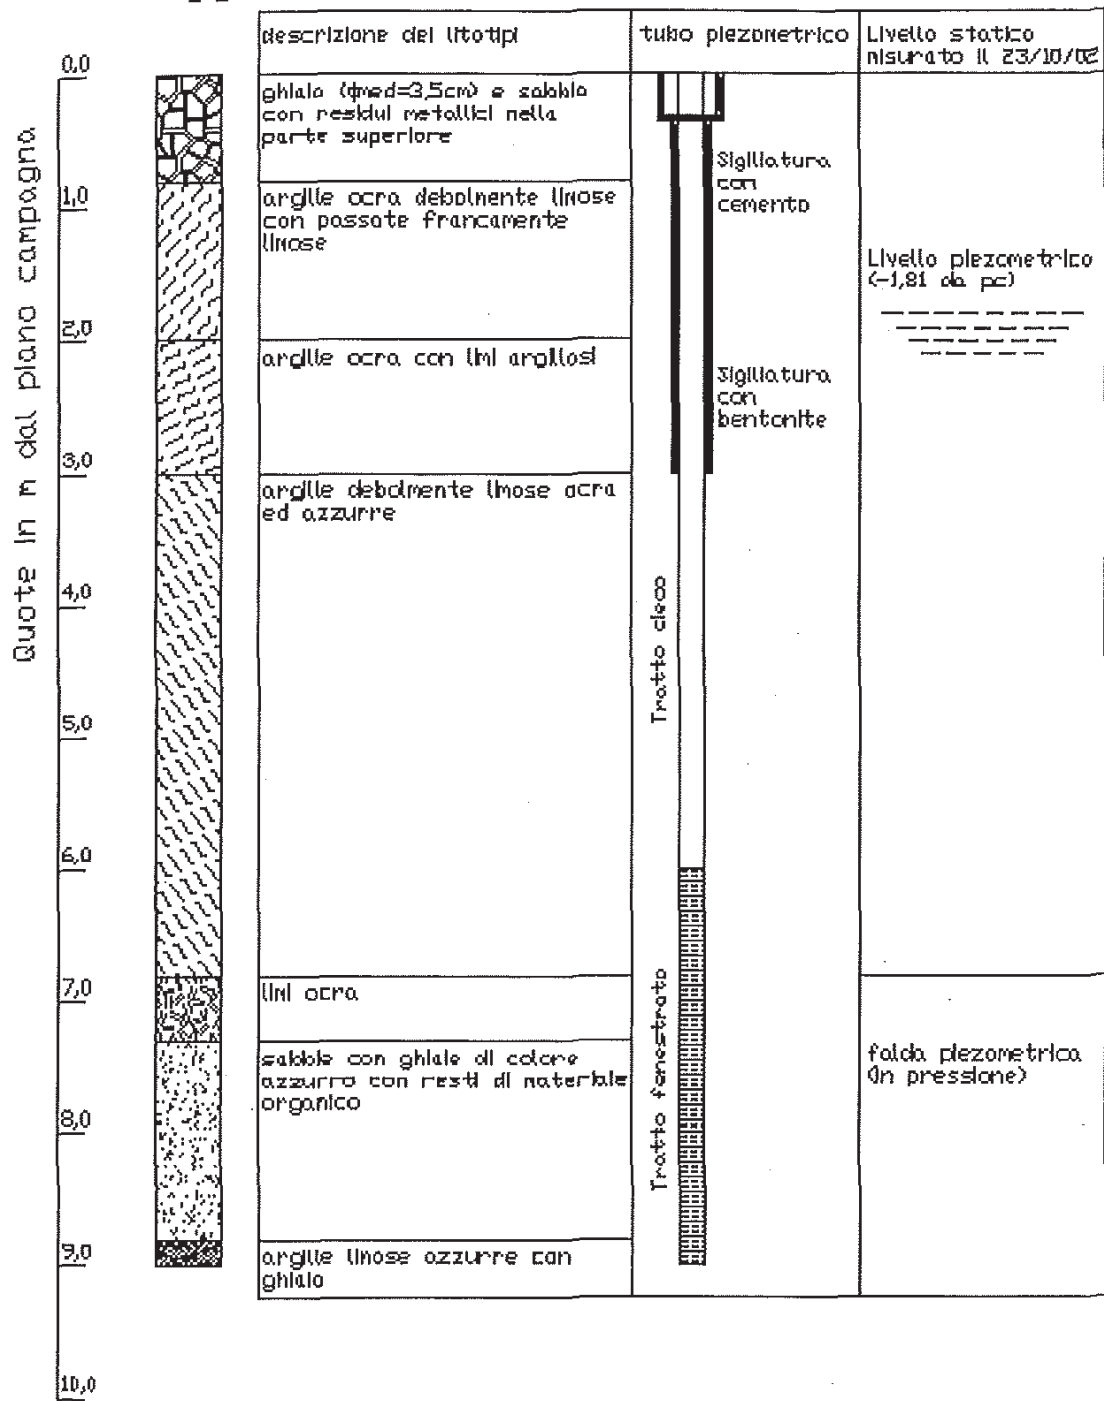 descrizione dei litotipi
tubo piezometrico
Livello statico
misurato il 23/10/02
Quote in m dal piano campagna
0,0
1,0
2,0
3,0
4,0
5,0
6,0
7,0
8,0
9,0
10,0
ghiaia (φmed=3,5cm) e sabbia
con residui metallici nella
parte superiore
argille ocra debolmente limose
con passate francamente
limose
argille ocra con limi argillosi
argille debolmente limose ocra
ed azzurre
limi ocra
sabbie con ghiaie di colore
azzurro con resti di materiale
organico
argille limose azzurre con
ghiaia
Sigillatura
con
cemento
Sigillatura
con
bentonite
Tratto cieco
Tratto fenestrato
Livello piezometrico
(-1,81 da pc)
falda piezometrica
(in pressione)